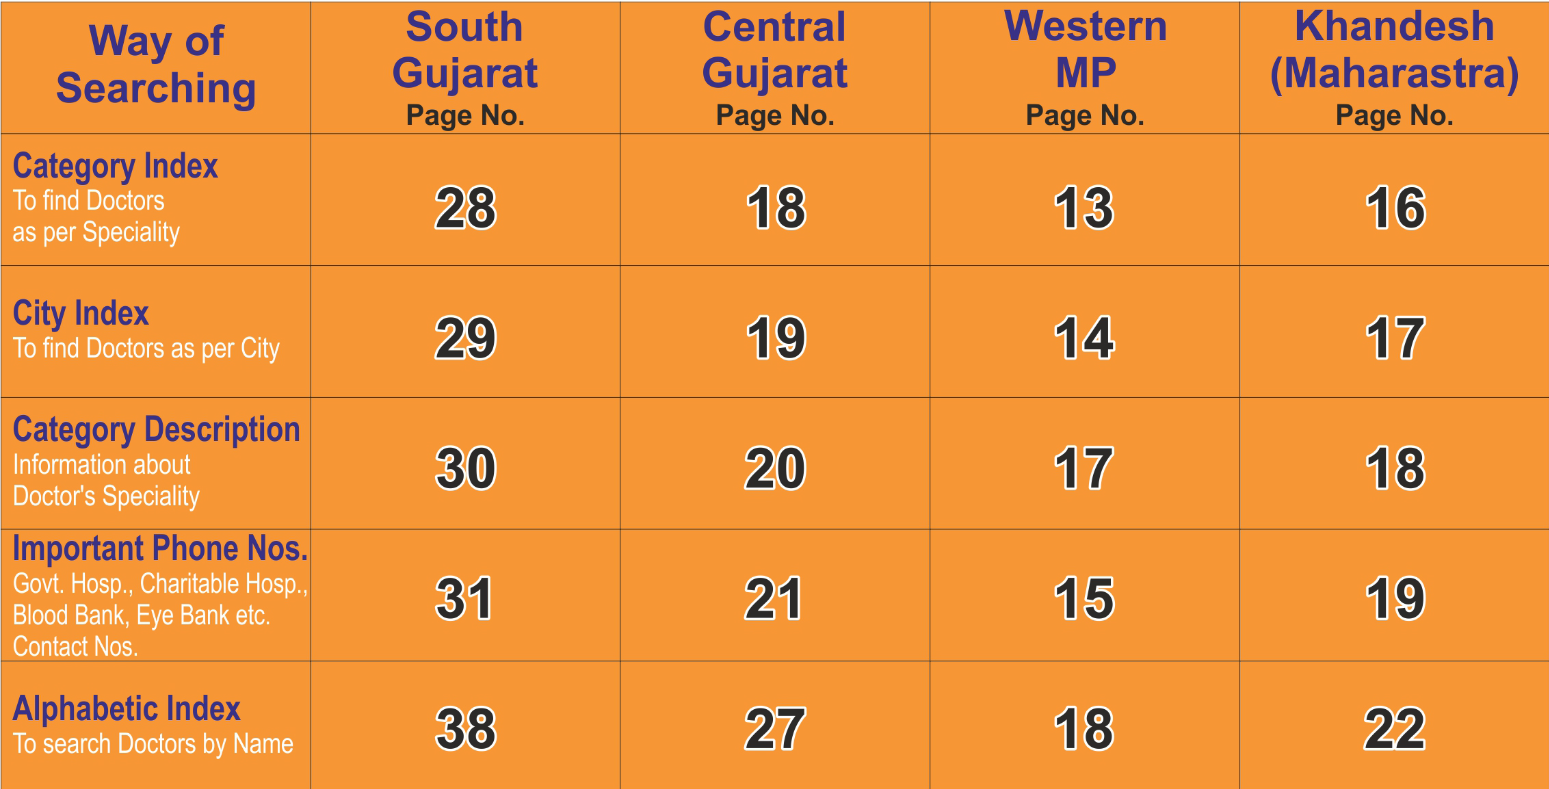 Way of
Searching
South
Gujarat
Page No.
Central
Gujarat
Page No.
Western
MP
Page No.
Khandesh
(Maharastra)
Page No.
Category Index
To find Doctors
as per Speciality
28
18
13
16
City Index
To find Doctors as per City
29
19
14
17
Category Description
Information about
Doctor's Speciality
30
20
17
18
Important Phone Nos.
Govt. Hosp., Charitable Hosp.,
Blood Bank, Eye Bank etc.
Contact Nos.
31
21
15
19
Alphabetic Index
To search Doctors by Name
38
27
18
22